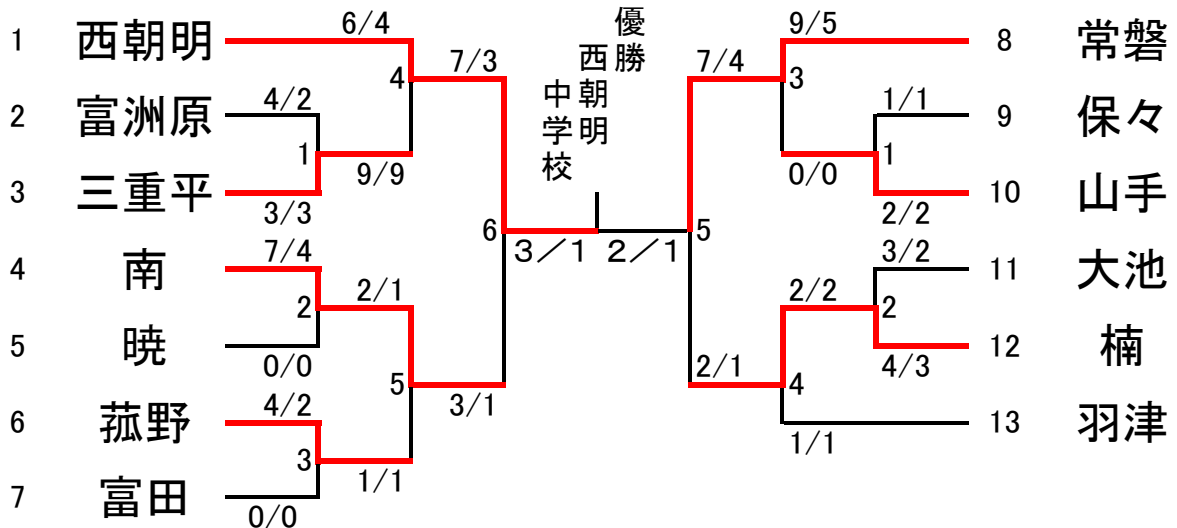 1 西朝明
2 富洲原
3 三重平
4 南
5 暁
6 菰野
7 富田
6/4
4/2
1
9/9
3/3
4
7/3
7/4
2
0/0
2/1
5
4/2
3
0/0
1/1
3/1
6
3/1
優勝
西朝明
中学校
2/1
5
7/4
9/5
3
0/0
1/1
1
2/2
3/2
2
4/3
2/2
4
2/1
1/1
8 常磐
9 保々
10 山手
11 大池
12 楠
13 羽津